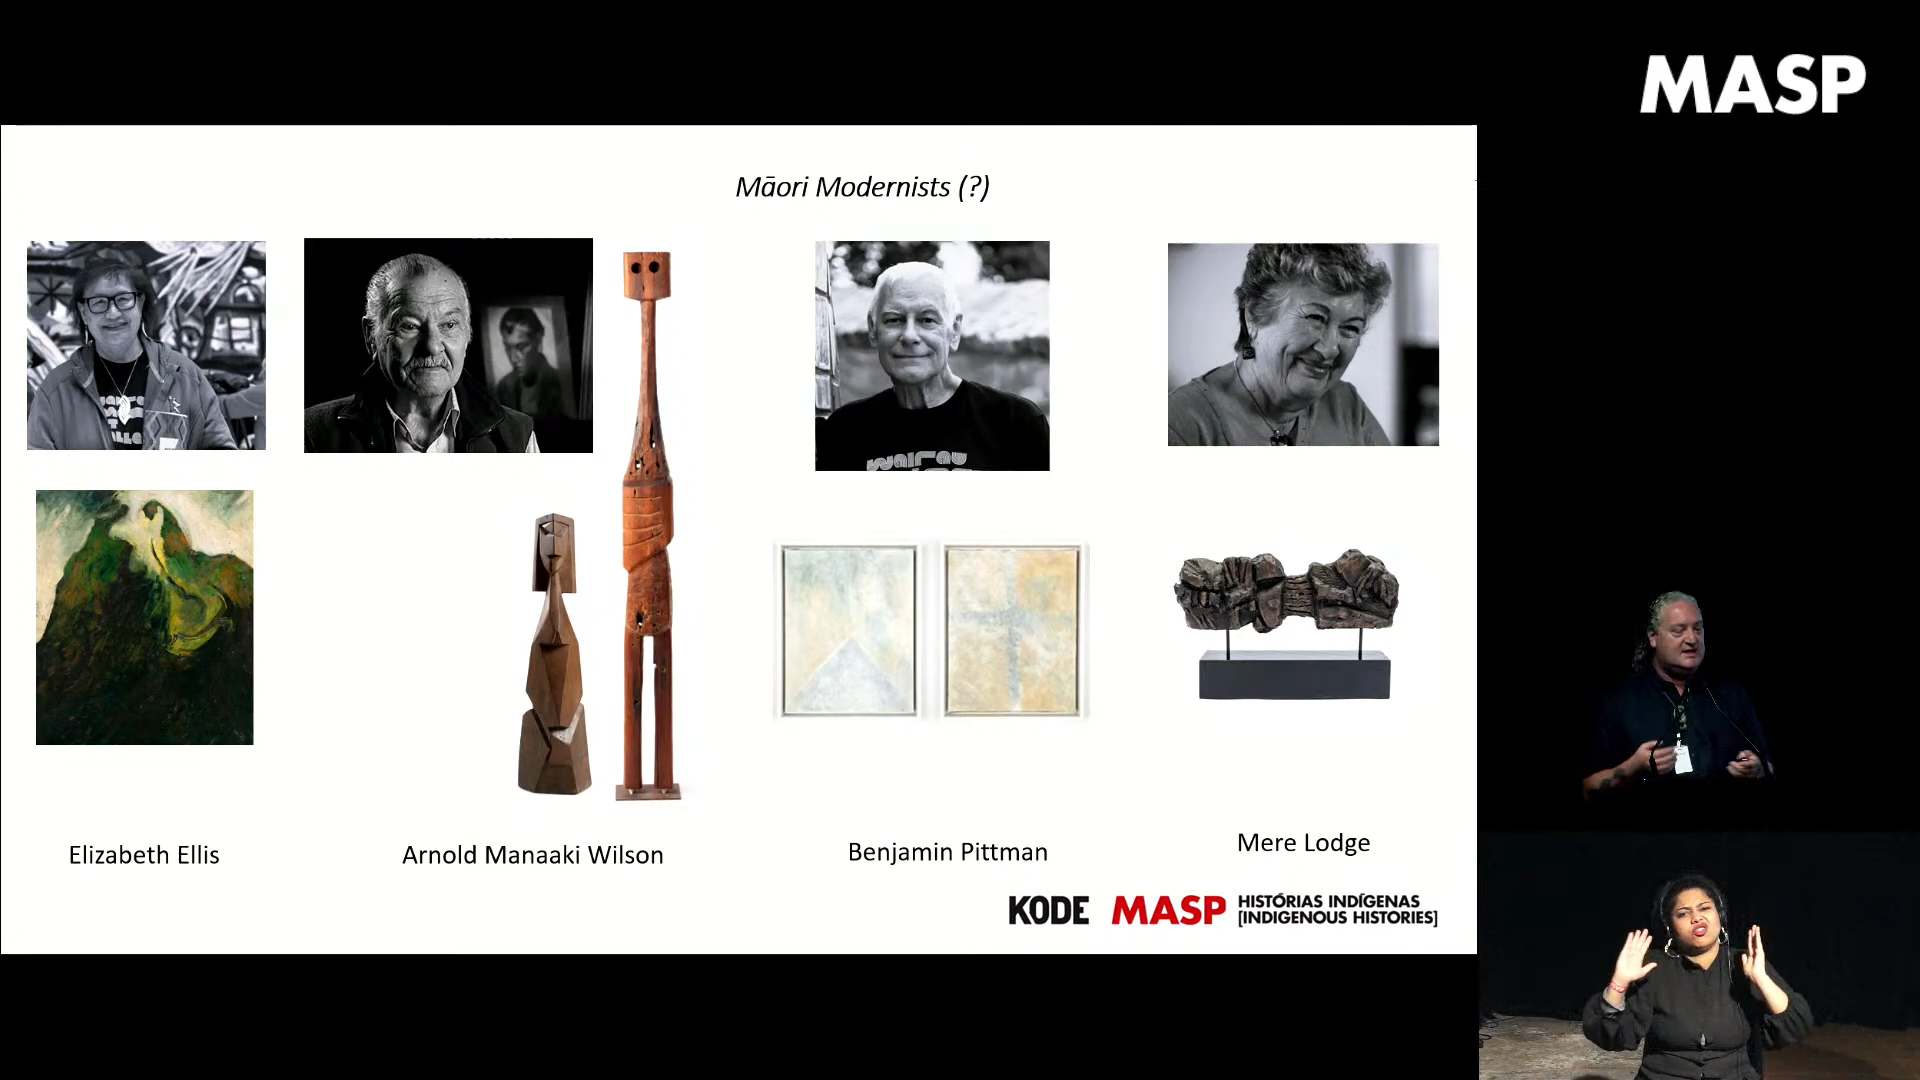 MASP
Māori Modernists (?)
Elizabeth Ellis
Arnold Manaaki Wilson
Benjamin Pittman
Mere Lodge
KODE
MASP
HISTÓRIAS INDÍGENAS
[INDIGENOUS HISTORIES]